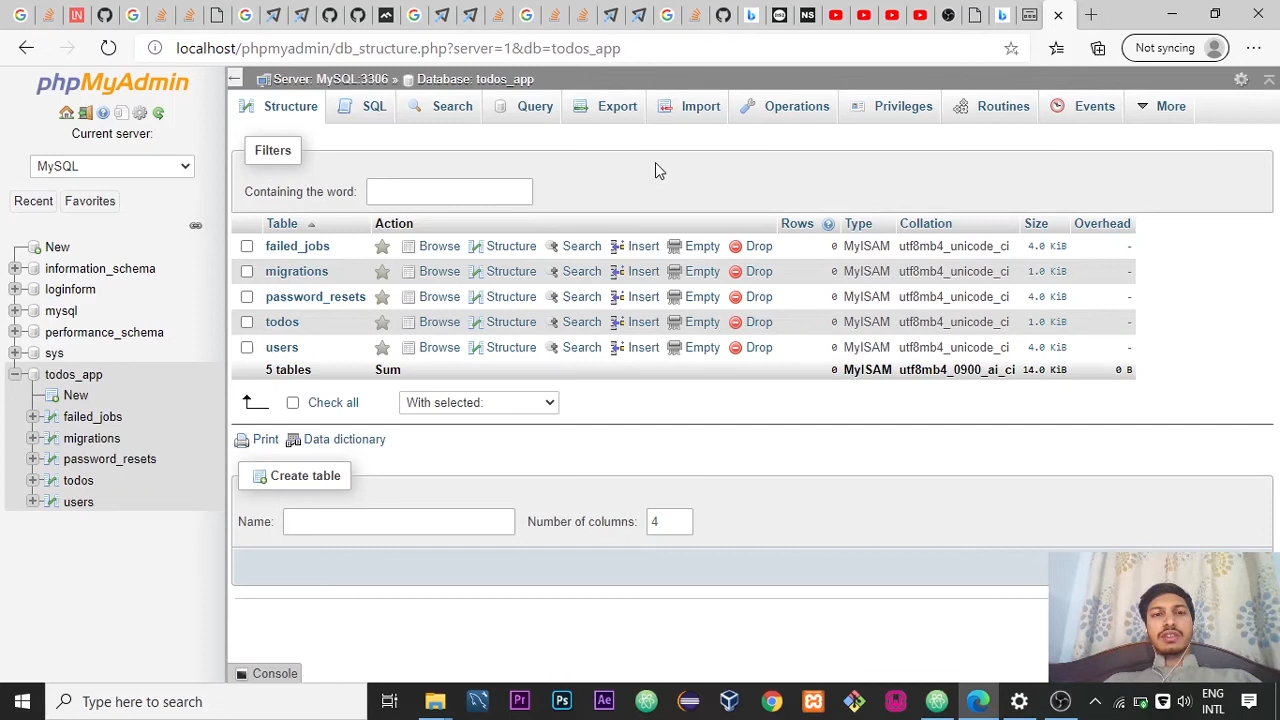 localhost/phpmyadmin/db_structure.php?server=1&db=todos_app
Not syncing
phpMyAdmin
Current server:
MySQL
Recent
Favorites
New
information_schema
loginform
mysql
performance_schema
sys
todos_app
New
failed_jobs
migrations
password_resets
todos
users
Server: MySQL:3306 » Database: todos_app
Structure SQL Search Query Export Import Operations Privileges Routines Events More
Filters
Containing the word:
Table Action Rows Type Collation Size Overhead
failed_jobs Browse Structure Search Insert Empty Drop 0 MyISAM utf8mb4_unicode_ci 4.0 KiB -
migrations Browse Structure Search Insert Empty Drop 0 MyISAM utf8mb4_unicode_ci 1.0 KiB -
password_resets Browse Structure Search Insert Empty Drop 0 MyISAM utf8mb4_unicode_ci 4.0 KiB -
todos Browse Structure Search Insert Empty Drop 0 MyISAM utf8mb4_unicode_ci 1.0 KiB -
users Browse Structure Search Insert Empty Drop 0 MyISAM utf8mb4_unicode_ci 4.0 KiB -
5 tables Sum 0 MyISAM utf8mb4_0900_ai_ci 14.0 KiB 0 B
Check all With selected:
Print Data dictionary
Create table
Name: Number of columns: 4
Console
Type here to search
Pr Ps Ae
ENG
INTL